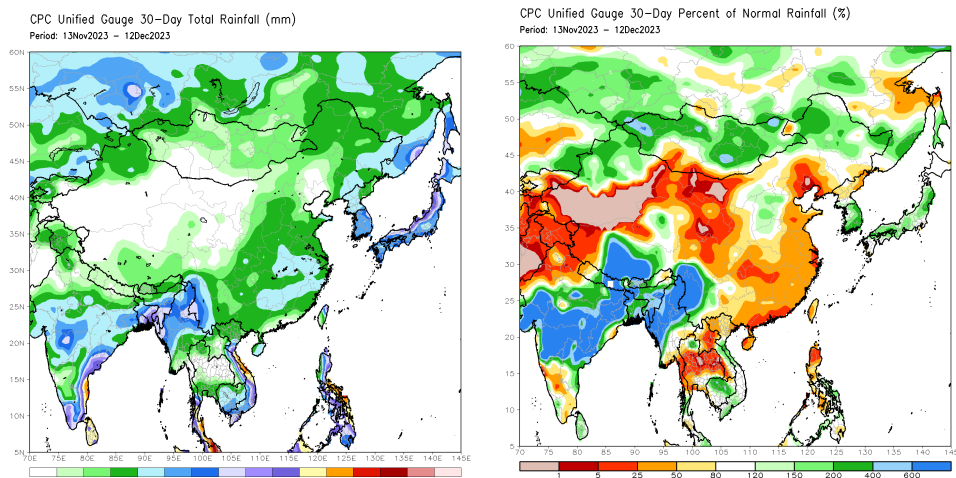 CPC Unified Gauge 30-Day Total Rainfall (mm)
Period: 13Nov2023 - 12Dec2023
60N
55N
50N
45N
40N
35N
30N
25N
20N
15N
10N
5N
70E 75E 80E 85E 90E 95E 100E 105E 110E 115E 120E 125E 130E 135E 140E 145E
CPC Unified Gauge 30-Day Percent of Normal Rainfall (%)
Period: 13Nov2023 - 12Dec2023
60
55
50
45
40
35
30
25
20
15
10
5
70 75 80 85 90 95 100 105 110 115 120 125 130 135 140 145
1 5 25 50 80 120 150 200 400 600